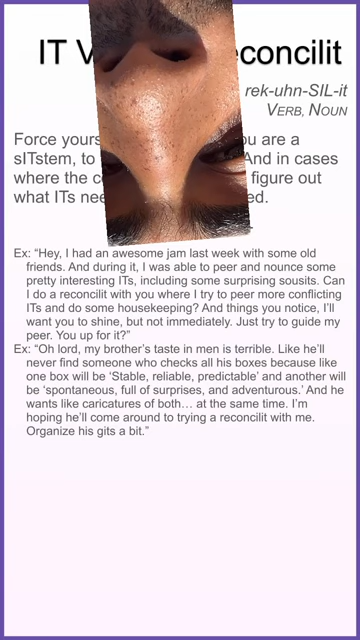 IT V econcilit
rek-uhn-SIL-it
VERB, NOUN
Force yours ou are a
sITstem, to And in cases
where the c figure out
what ITs nee ed.
Ex: “Hey, I had an awesome jam last week with some old
friends. And during it, I was able to peer and nounce some
pretty interesting ITs, including some surprising sousits. Can
I do a reconcilit with you where I try to peer more conflicting
ITs and do some housekeeping? And things you notice, I’ll
want you to shine, but not immediately. Just try to guide my
peer. You up for it?”
Ex: “Oh lord, my brother’s taste in men is terrible. Like he’ll
never find someone who checks all his boxes because like
one box will be ‘Stable, reliable, predictable’ and another will
be ‘spontaneous, full of surprises, and adventurous.’ And he
wants like caricatures of both… at the same time. I’m
hoping he’ll come around to trying a reconcilit with me.
Organize his gits a bit.”